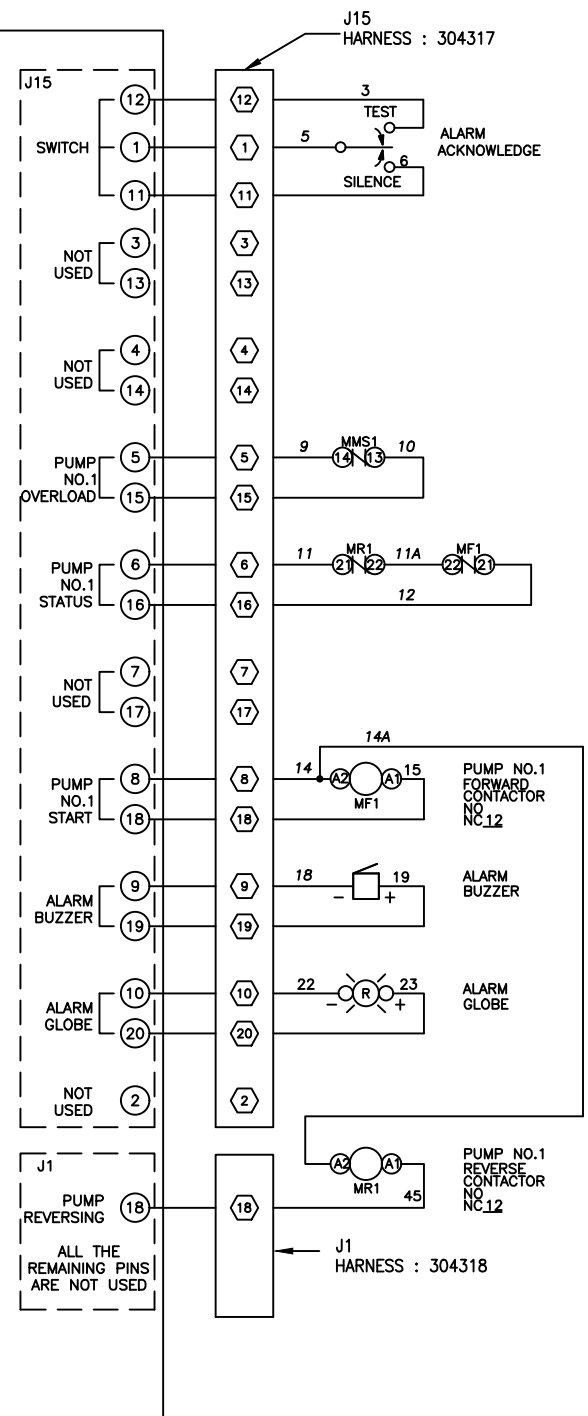 J15
HARNESS : 304317
J15
12 12 3
TEST
SWITCH 1 1 5
ALARM
ACKNOWLEDGE
6
SILENCE
11 11
3 3
NOT
USED
13 13
4 4
NOT
USED
14 14
5 5 9 MMS1 10
14 13
PUMP
NO.1
OVERLOAD
15 15
6 6 11 MR1 11A MF1
21 22 22 21
PUMP
NO.1
STATUS
16 16 12
7 7
NOT
USED
17 17
14A
8 8 14 A2 A1 15
MF1
PUMP
NO.1
START
18 18
PUMP NO.1
FORWARD
CONTACTOR
NO
NC 12
9 9 18 - + 19
ALARM
BUZZER
19 19
ALARM
BUZZER
10 10 22 - R + 23
ALARM
GLOBE
20 20
ALARM
GLOBE
NOT
USED
2 2
J1
A2 A1
MR1
45
PUMP NO.1
REVERSE
CONTACTOR
NO
NC 12
PUMP
REVERSING
18 18
ALL THE
REMAINING PINS
ARE NOT USED
J1
HARNESS : 304318